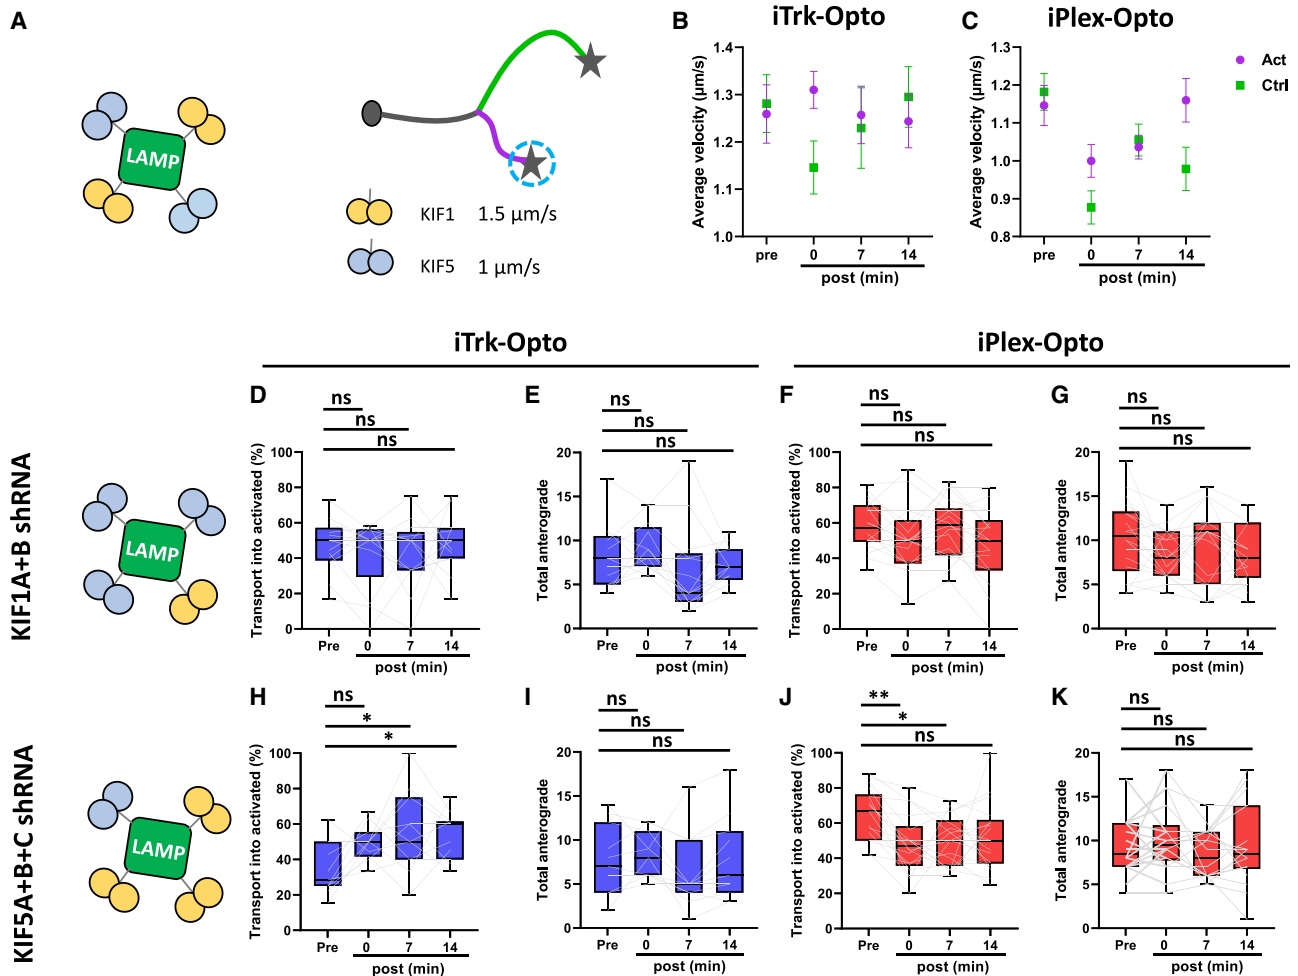 A
LAMP
KIF1 1.5 µm/s
KIF5 1 µm/s
B
iTrk-Opto
Average velocity (µm/s)
1.4
1.3
1.2
1.1
1.0
pre 0 7 14
post (min)
C
iPlex-Opto
Average velocity (µm/s)
1.3
1.2
1.1
1.0
0.9
0.8
pre 0 7 14
post (min)
Act
Ctrl
iTrk-Opto
iPlex-Opto
KIF1A+B shRNA
LAMP
D
ns
ns
ns
Transport into activated (%)
100
80
60
40
20
0
Pre 0 7 14
post (min)
E
ns
ns
ns
Total anterograde
20
15
10
5
0
Pre 0 7 14
post (min)
F
ns
ns
ns
Transport into activated (%)
100
80
60
40
20
0
Pre 0 7 14
post (min)
G
ns
ns
ns
Total anterograde
20
15
10
5
0
Pre 0 7 14
post (min)
KIF5A+B+C shRNA
LAMP
H
ns
*
*
Transport into activated (%)
100
80
60
40
20
0
Pre 0 7 14
post (min)
I
ns
ns
ns
Total anterograde
20
15
10
5
0
Pre 0 7 14
post (min)
J
**
*
ns
Transport into activated (%)
100
80
60
40
20
0
Pre 0 7 14
post (min)
K
ns
ns
ns
Total anterograde
20
15
10
5
0
Pre 0 7 14
post (min)